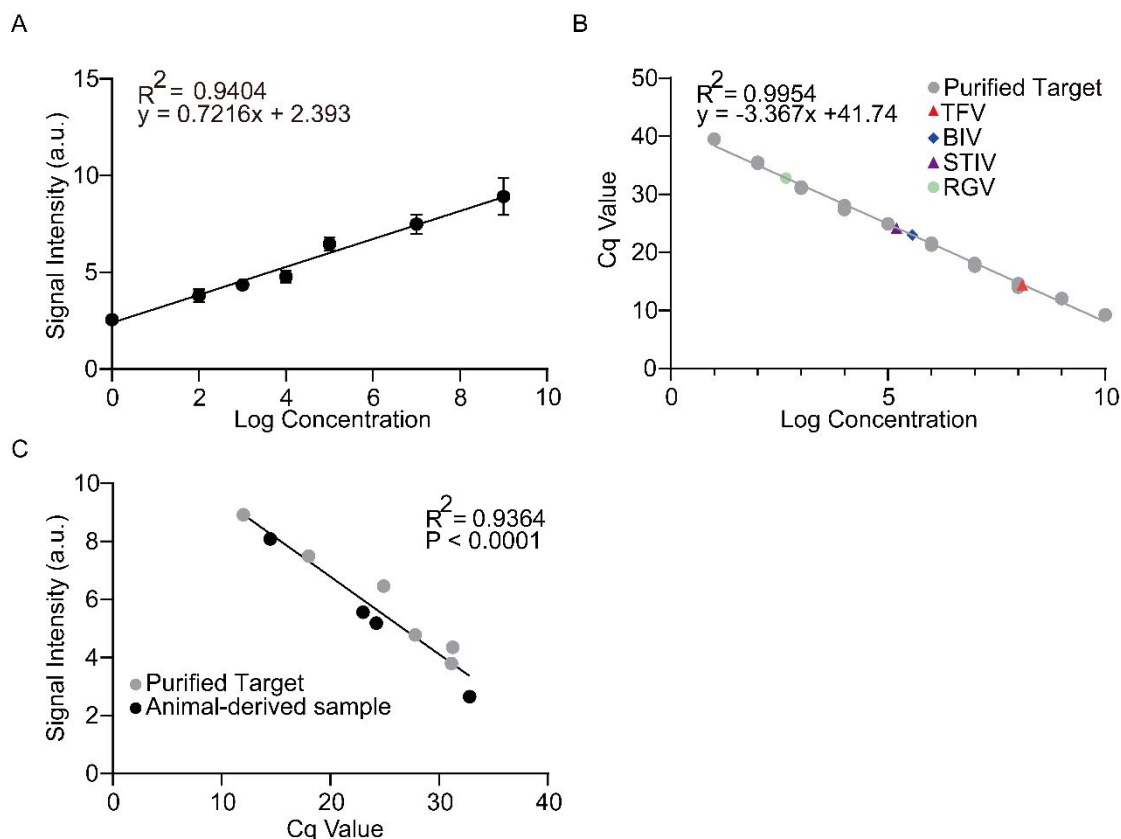 A
R2 = 0.9404
y = 0.7216x + 2.393
Signal Intensity (a.u.)
15
10
5
0
0 2 4 6 8 10
Log Concentration
B
R2 = 0.9954
y = -3.367x +41.74
Purified Target
TFV
BIV
STIV
RGV
Cq Value
50
40
30
20
10
0
0 5 10
Log Concentration
C
R2 = 0.9364
P < 0.0001
Signal Intensity (a.u.)
10
8
6
4
2
0
Purified Target
Animal-derived sample
0 10 20 30 40
Cq Value